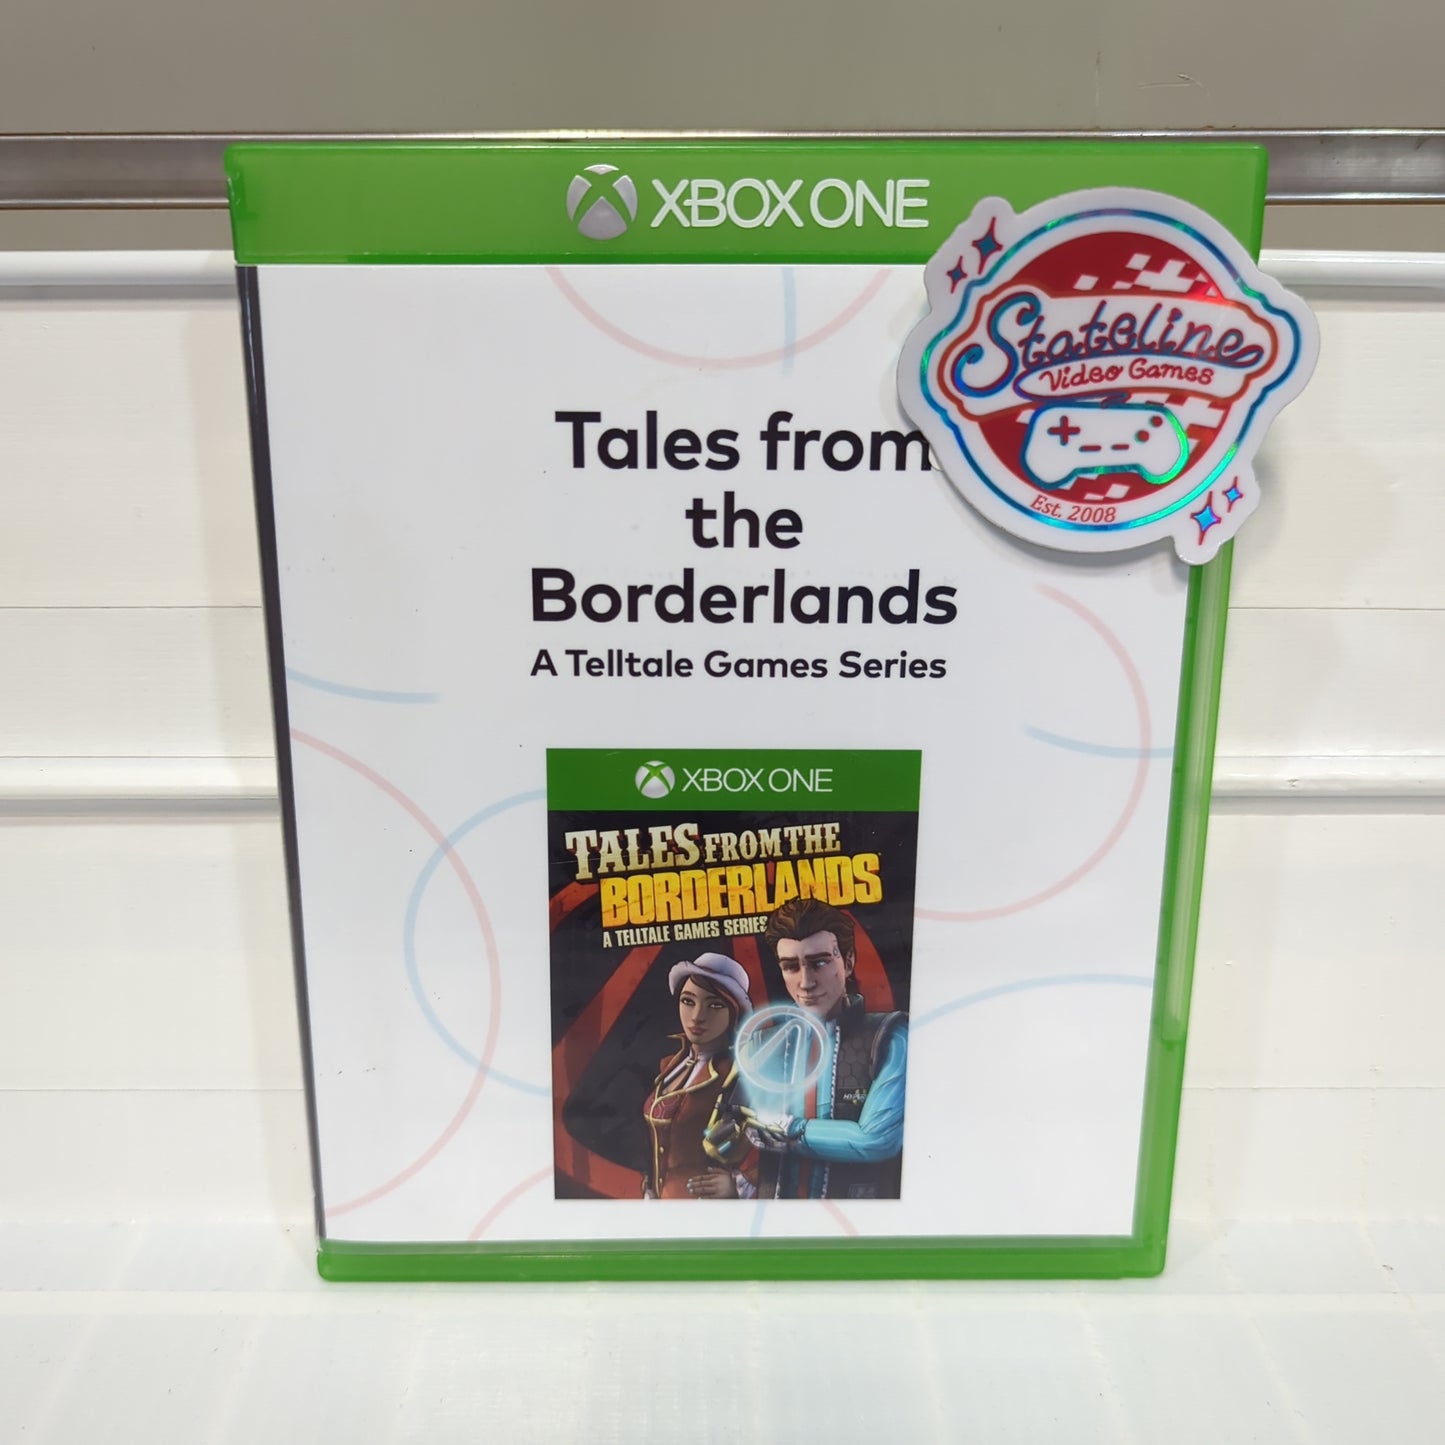 XBOX ONE
Stateline
Video Games
Est. 2008
Tales from
the
Borderlands
A Telltale Games Series
XBOX ONE
TALES FROM THE
BORDERLANDS
A TELLTALE GAMES SERIES